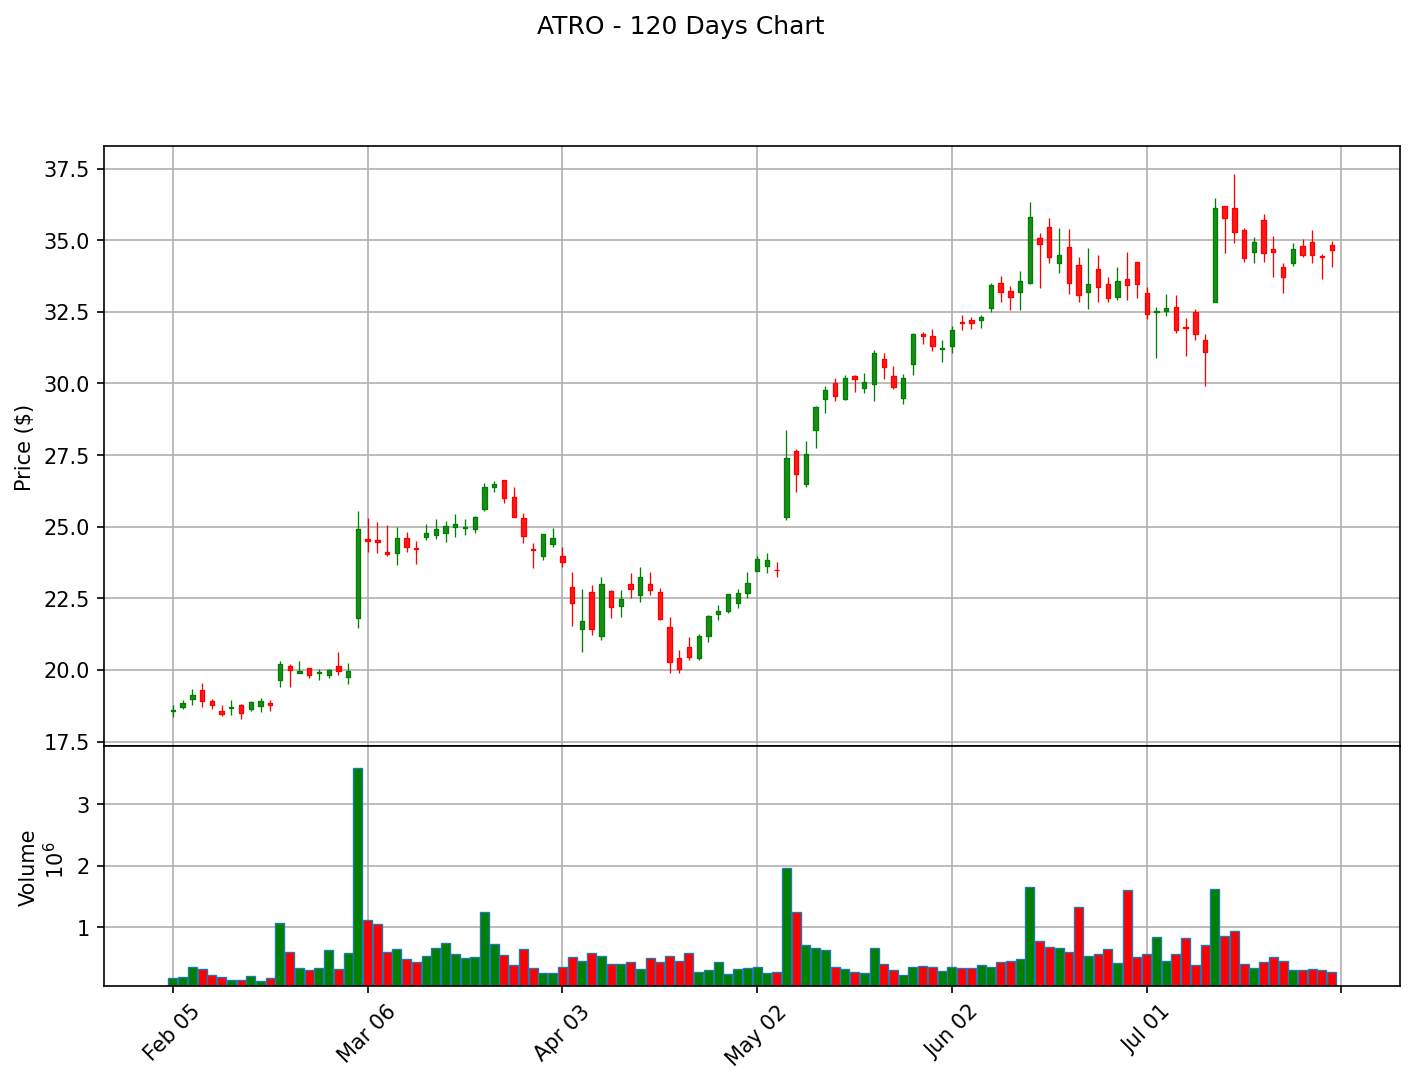 ATRO - 120 Days Chart
37.5
35.0
32.5
30.0
27.5
25.0
22.5
20.0
17.5
Price ($)
3
2
1
Volume
10⁶
Feb 05
Mar 06
Apr 03
May 02
Jun 02
Jul 01